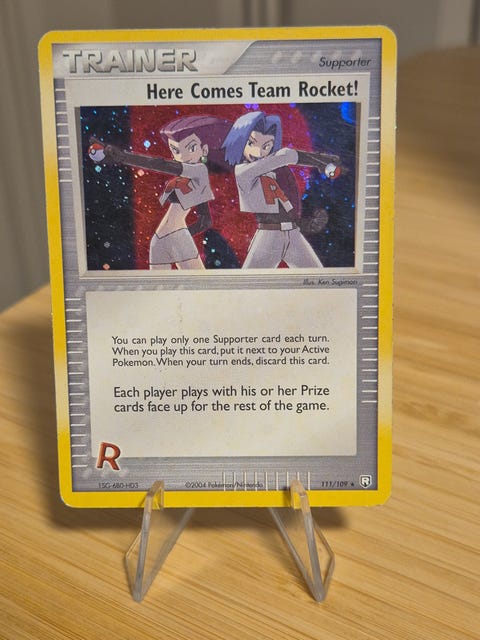 TRAINER
Supporter
Here Comes Team Rocket!
R
Illus. Ken Sugimori
You can play only one Supporter card each turn.
When you play this card, put it next to your Active
Pokemon. When your turn ends, discard this card.
Each player plays with his or her Prize
cards face up for the rest of the game.
R
©2004 Pokemon/Nintendo
111/109 ★
R